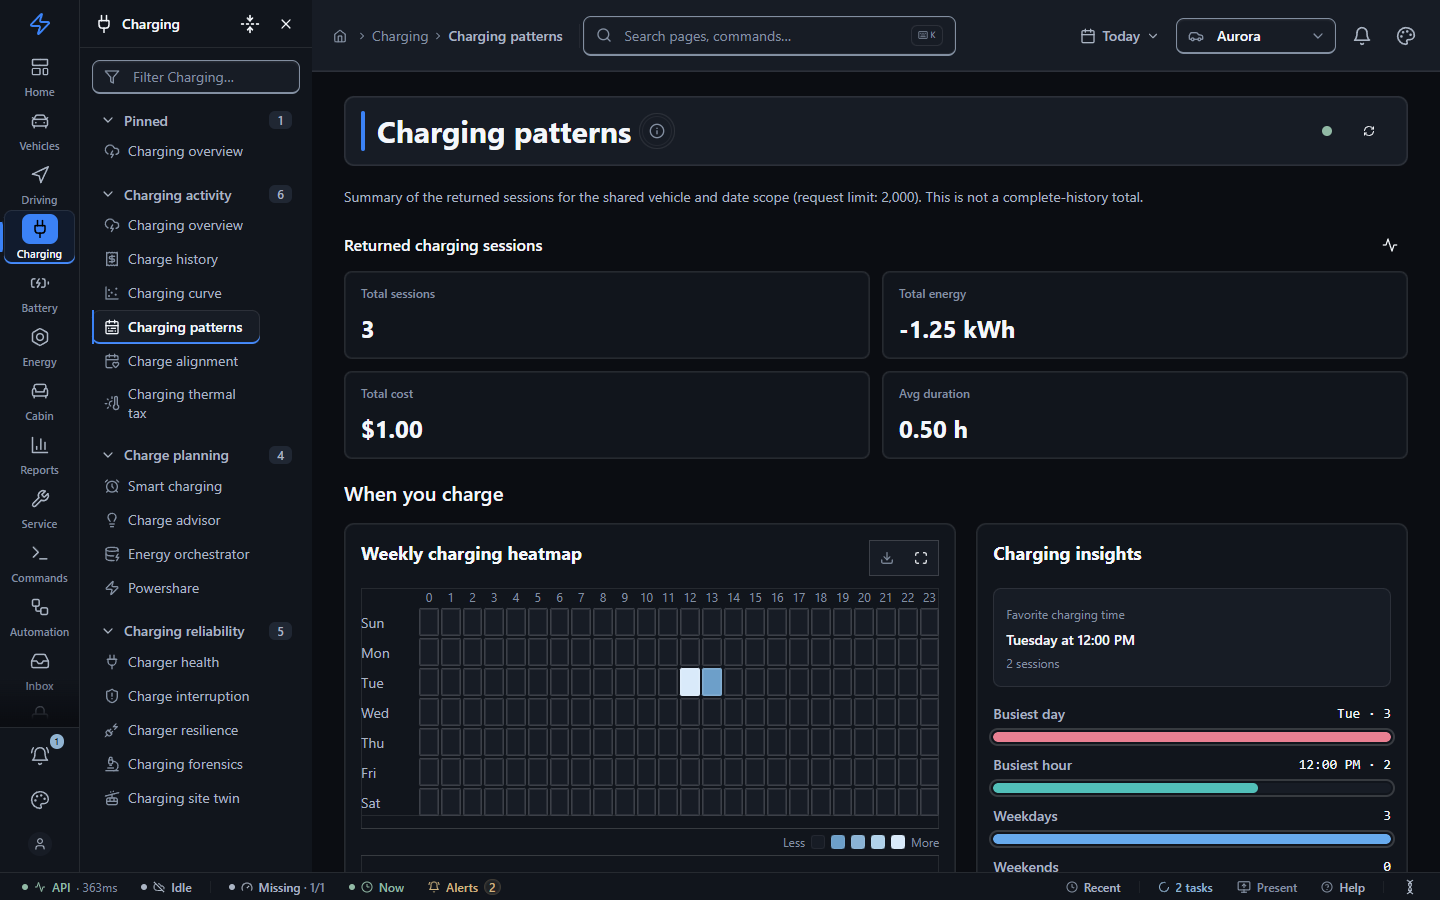 Charging
Charging
Charging patterns
Search pages, commands...
K
Today
Aurora
Home
Vehicles
Driving
Charging
Battery
Energy
Cabin
Reports
Service
Commands
Automation
Inbox
1
Filter Charging...
Pinned 1
Charging overview
Charging activity 6
Charging overview
Charge history
Charging curve
Charging patterns
Charge alignment
Charging thermal
tax
Charge planning 4
Smart charging
Charge advisor
Energy orchestrator
Powershare
Charging reliability 5
Charger health
Charge interruption
Charger resilience
Charging forensics
Charging site twin
Charging patterns
Summary of the returned sessions for the shared vehicle and date scope (request limit: 2,000). This is not a complete-history total.
Returned charging sessions
Total sessions
3
Total energy
-1.25 kWh
Total cost
$1.00
Avg duration
0.50 h
When you charge
Weekly charging heatmap
0 1 2 3 4 5 6 7 8 9 10 11 12 13 14 15 16 17 18 19 20 21 22 23
Sun
Mon
Tue
Wed
Thu
Fri
Sat
Less More
Charging insights
Favorite charging time
Tuesday at 12:00 PM
2 sessions
Busiest day Tue · 3
Busiest hour 12:00 PM · 2
Weekdays 3
Weekends 0
API · 363ms
Idle
Missing · 1/1
Now
Alerts 2
Recent
2 tasks
Present
Help